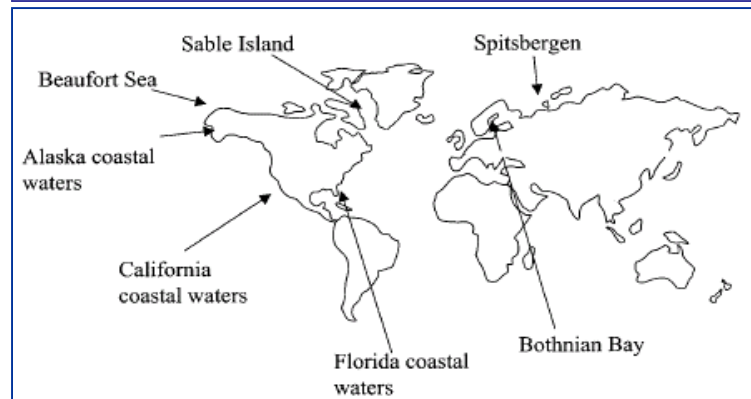 Sable Island
Spitsbergen
Beaufort Sea
Alaska coastal
waters
California
coastal waters
Florida coastal
waters
Bothnian Bay